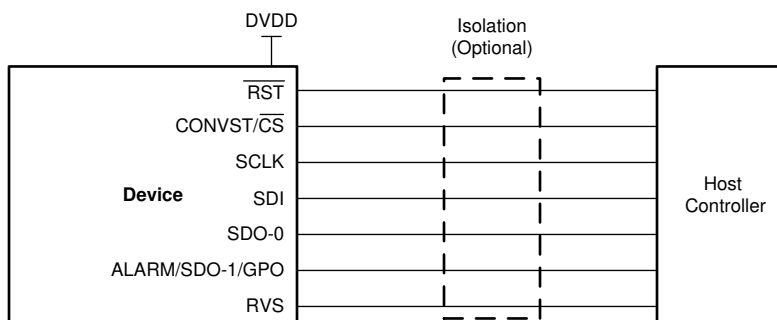 DVDD
Isolation
(Optional)
RST
CONVST/CS
SCLK
Device
SDI
SDO-0
ALARM/SDO-1/GPO
RVS
Host
Controller